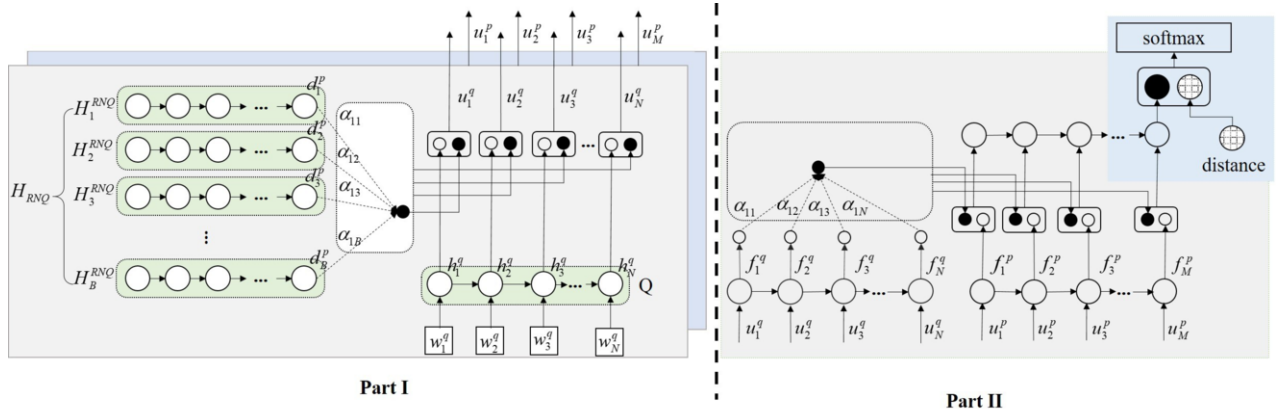 u_1^p u_2^p u_3^p u_M^p
u_1^q u_2^q u_3^q ... u_N^q
H_RNQ
H_1^RNQ ... d_1^p
H_2^RNQ ... d_2^p
H_3^RNQ ... d_3^p
⋮
H_B^RNQ ... d_B^p
α_11
α_12
α_13
α_1B
h_1^q h_2^q h_3^q ... h_N^q Q
w_1^q w_2^q w_3^q w_N^q
Part I
softmax
distance
...
α_11 α_12 α_13 α_1N
f_1^q f_2^q f_3^q ... f_N^q
f_1^p f_2^p f_3^p ... f_M^p
u_1^q u_2^q u_3^q u_N^q
u_1^p u_2^p u_3^p u_M^p
Part II